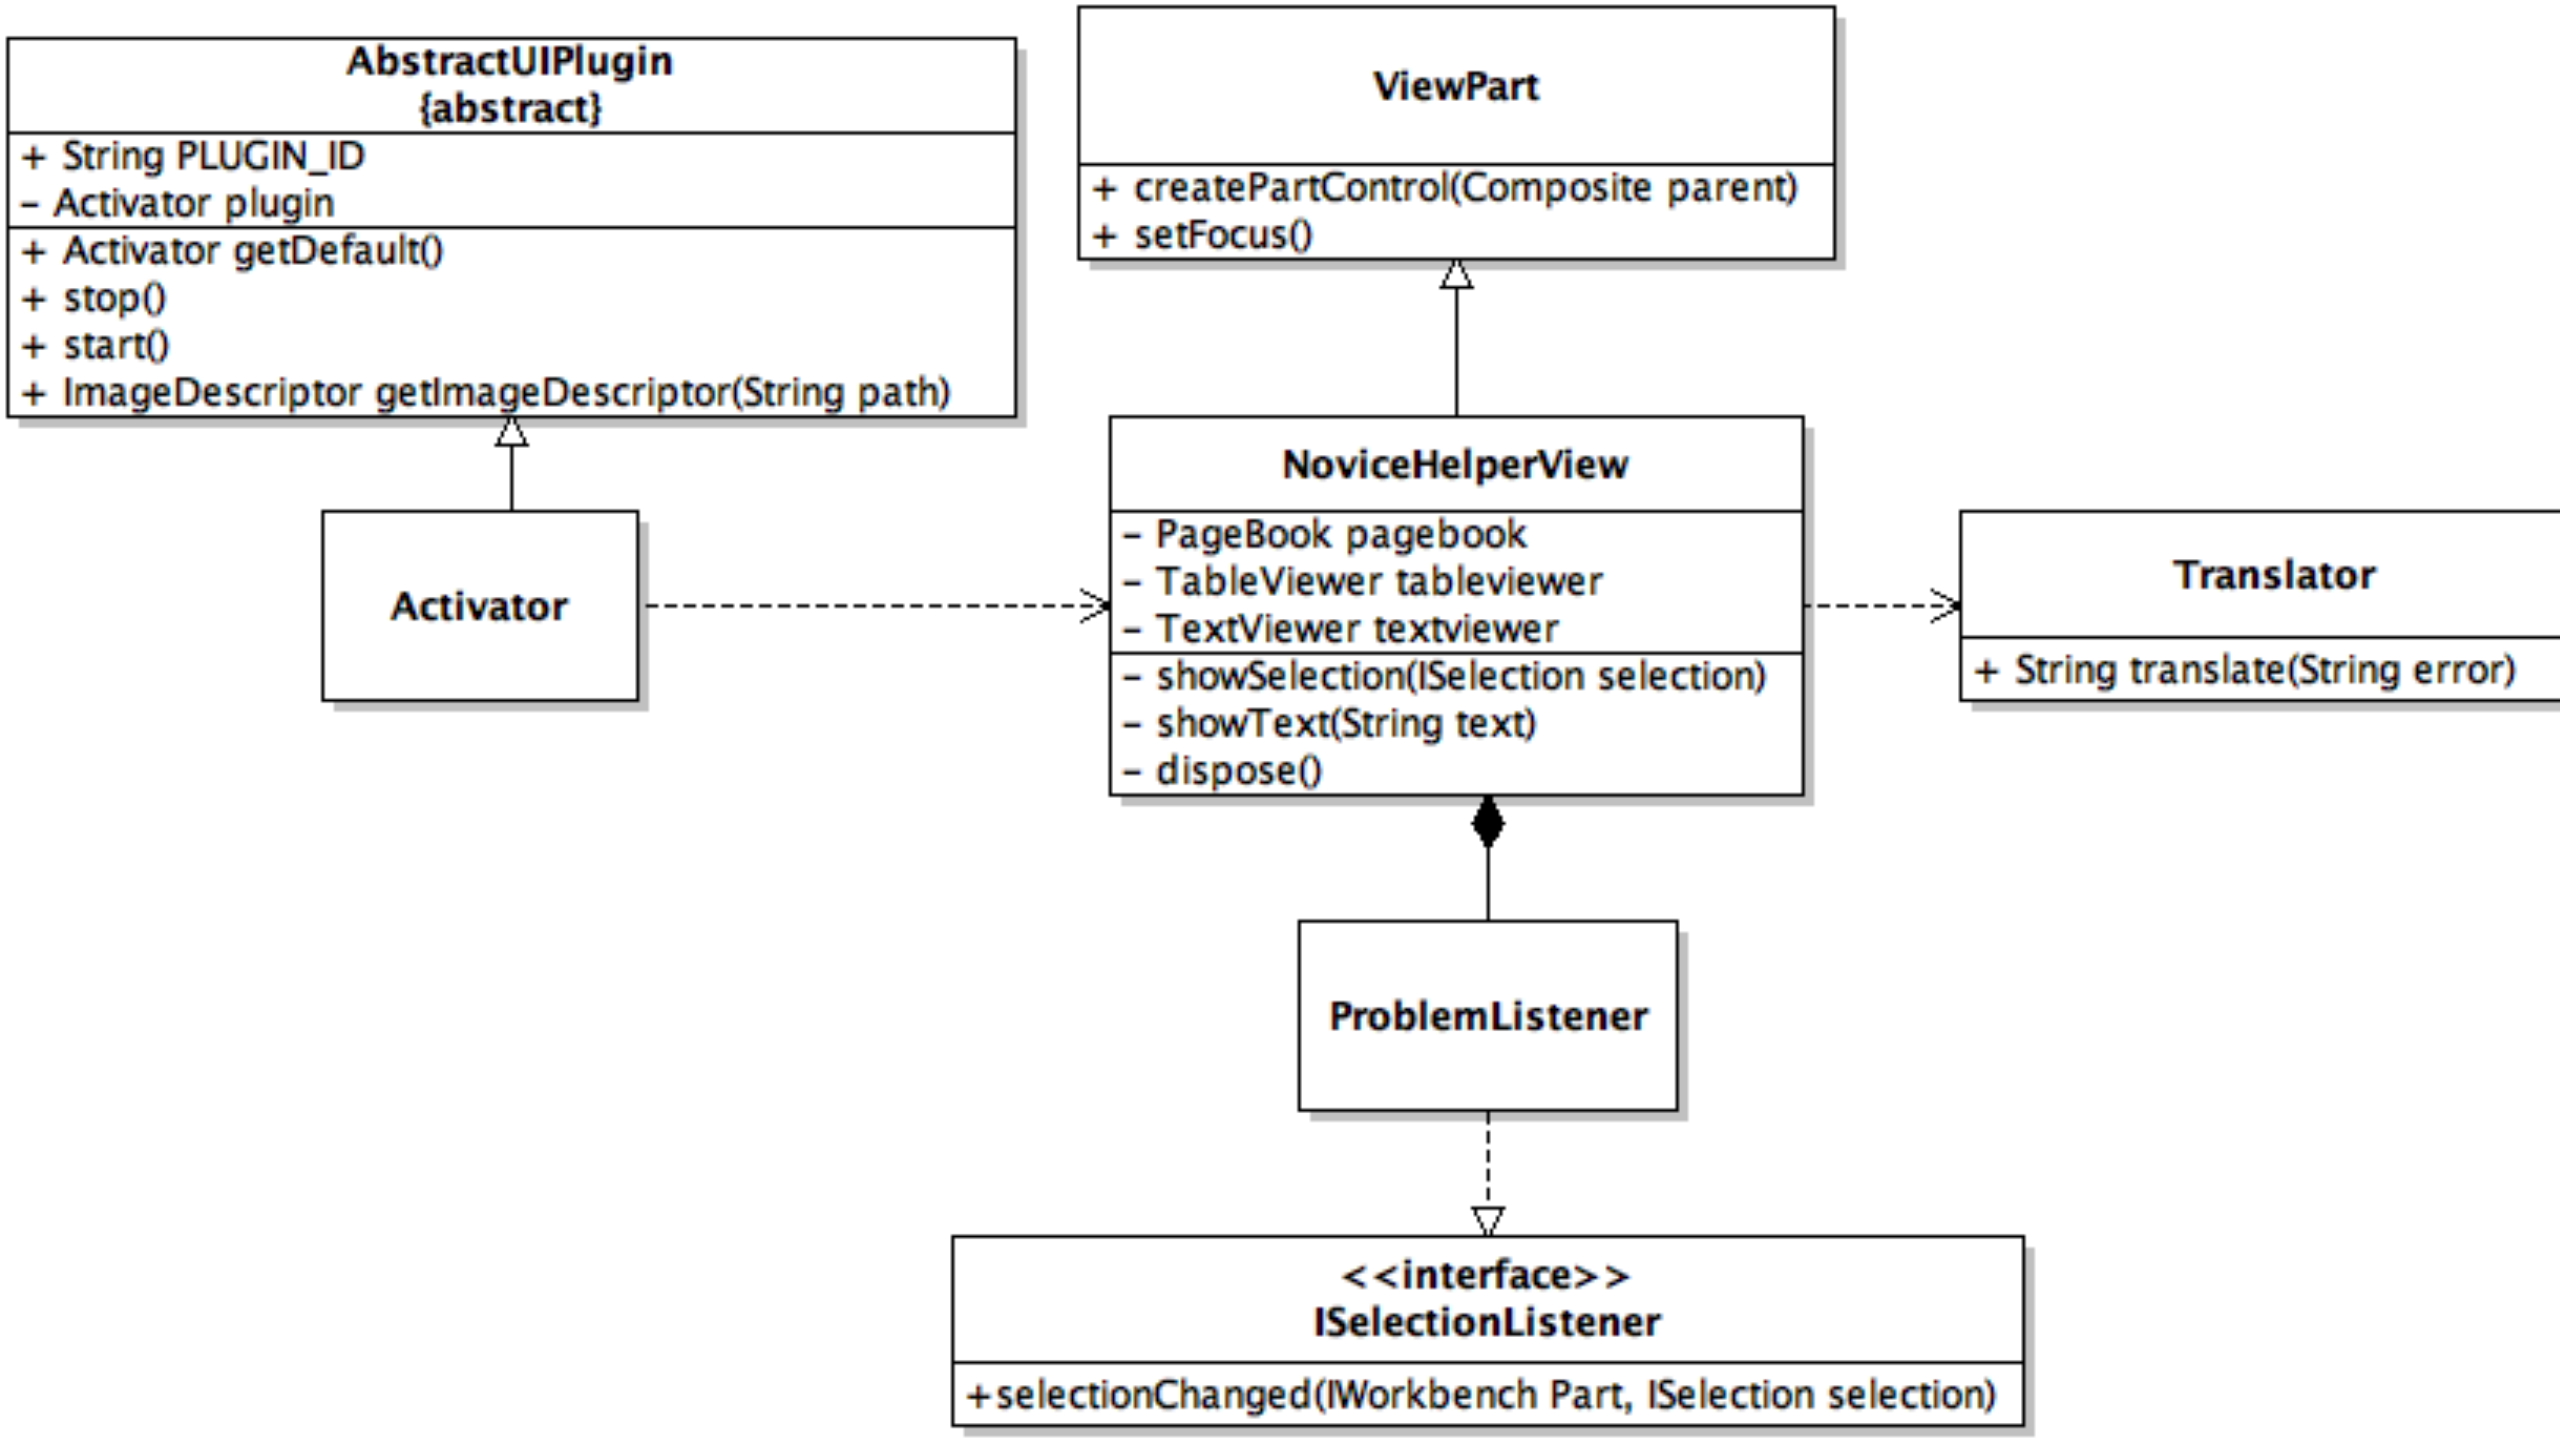 AbstractUIPlugin
{abstract}
+ String PLUGIN_ID
- Activator plugin
+ Activator getDefault()
+ stop()
+ start()
+ ImageDescriptor getImageDescriptor(String path)
ViewPart
+ createPartControl(Composite parent)
+ setFocus()
Activator
NoviceHelperView
- PageBook pagebook
- TableViewer tableviewer
- TextViewer textviewer
- showSelection(ISelection selection)
- showText(String text)
- dispose()
Translator
+ String translate(String error)
ProblemListener
<<interface>>
ISelectionListener
+selectionChanged(IWorkbench Part, ISelection selection)